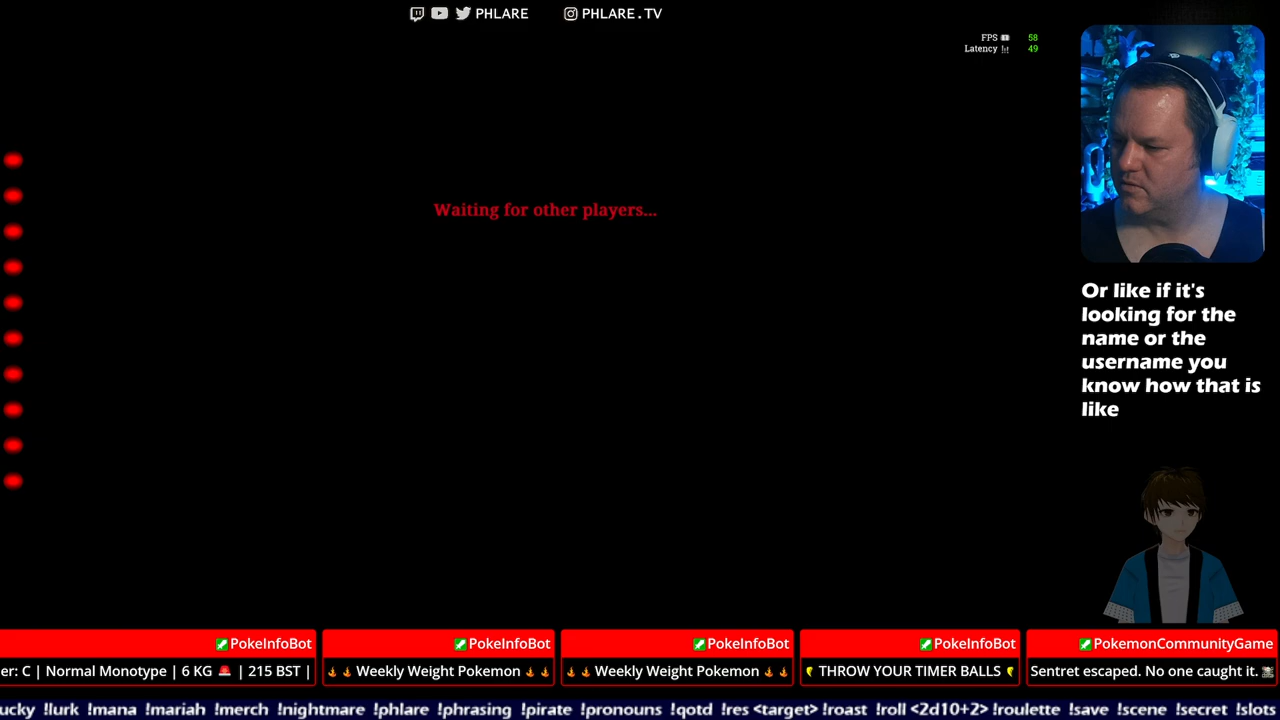 PHLARE PHLARE.TV
FPS 58
Latency 49
Waiting for other players...
Or like if it's
looking for the
name or the
username you
know how that is
like
PokeInfoBot PokeInfoBot PokeInfoBot PokeInfoBot PokemonCommunityGame
er: C | Normal Monotype | 6 KG 🚨 | 215 BST | 🔥🔥 Weekly Weight Pokemon 🔥🔥 🔥🔥 Weekly Weight Pokemon 🔥🔥 THROW YOUR TIMER BALLS Sentret escaped. No one caught it.
ucky !lurk !mana !mariah !merch !nightmare !phlare !phrasing !pirate !pronouns !qotd !res <target> !roast !roll <2d10+2> !roulette !save !scene !secret !slots